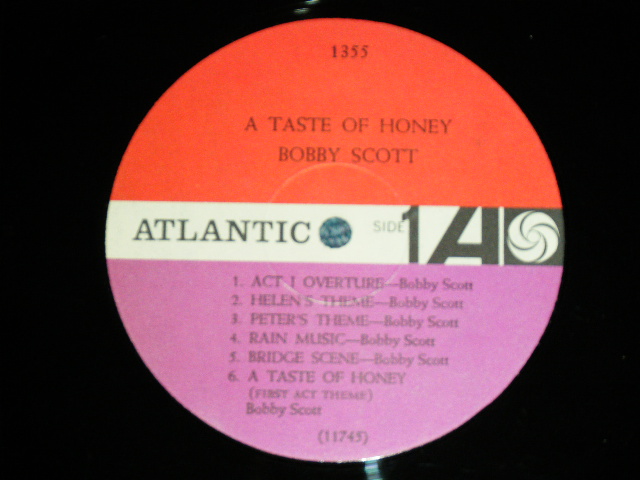 1355
A TASTE OF HONEY
BOBBY SCOTT
ATLANTIC SIDE 1 A
1. ACT 1 OVERTURE—Bobby Scott
2. HELEN'S THEME—Bobby Scott
3. PETER'S THEME—Bobby Scott
4. RAIN MUSIC—Bobby Scott
5. BRIDGE SCENE—Bobby Scott
6. A TASTE OF HONEY
(FIRST ACT THEME)
Bobby Scott
(11745)